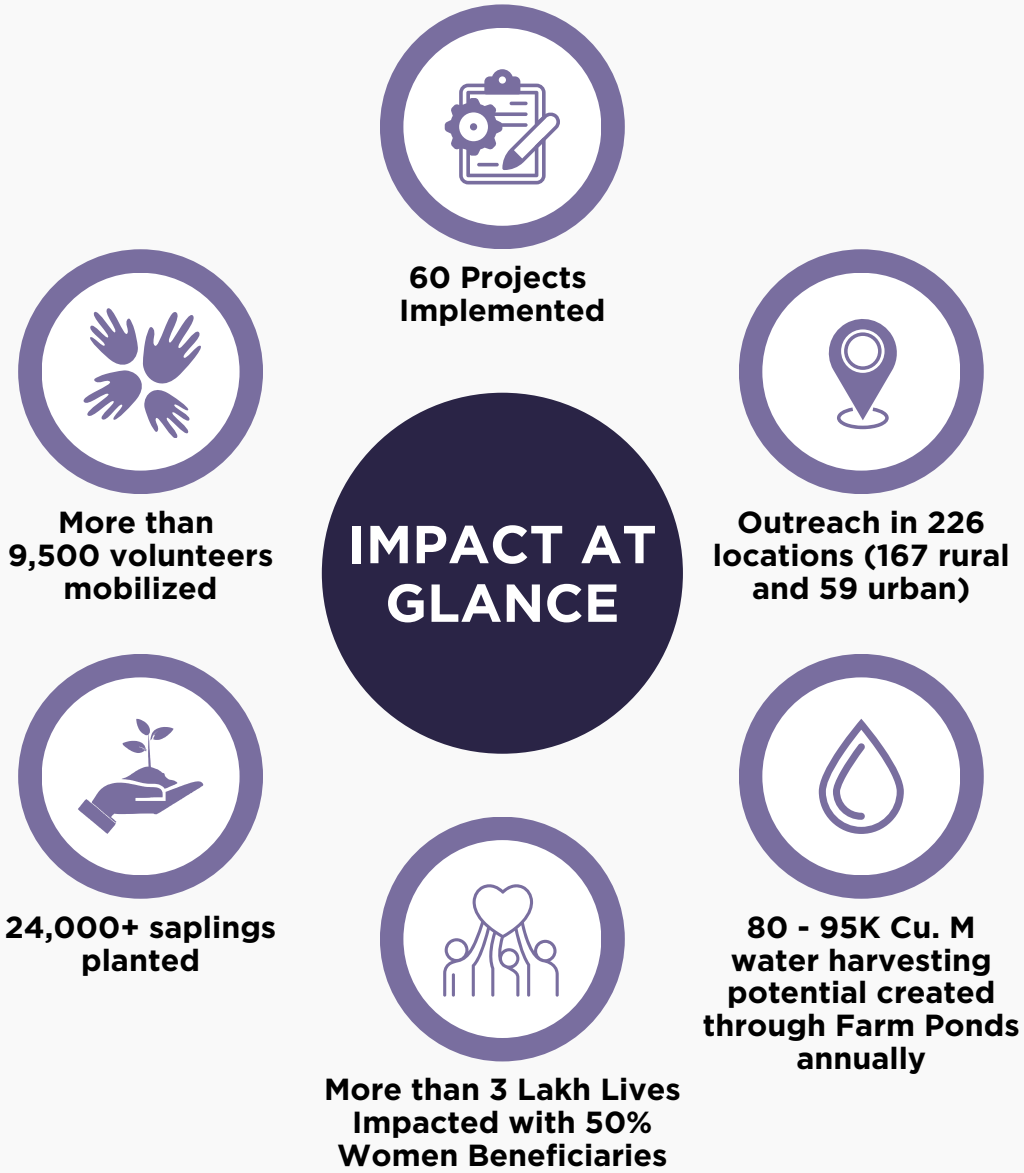 60 Projects
Implemented
More than
9,500 volunteers
mobilized
IMPACT AT
GLANCE
Outreach in 226
locations (167 rural
and 59 urban)
24,000+ saplings
planted
80 - 95K Cu. M
water harvesting
potential created
through Farm Ponds
annually
More than 3 Lakh Lives
Impacted with 50%
Women Beneficiaries